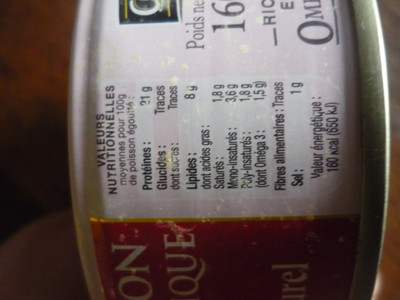 VALEURS
NUTRITIONNELLES
moyennes pour 100g
de poisson égoutté :
Protéines : 21 g
Glucides : Traces
dont sucres : Traces
Lipides : 8 g
dont acides gras :
Saturés : 1,8 g
Mono-insaturés : 3,6 g
Poly-insaturés : 1,8 g
(dont Oméga 3 : 1,5 g)
Fibres alimentaires : Traces
Sel : 1 g
Valeur énergétique :
160 kcal (650 kJ)
Poids ne
16
RIC
E
OM
ON
IQUE
urel